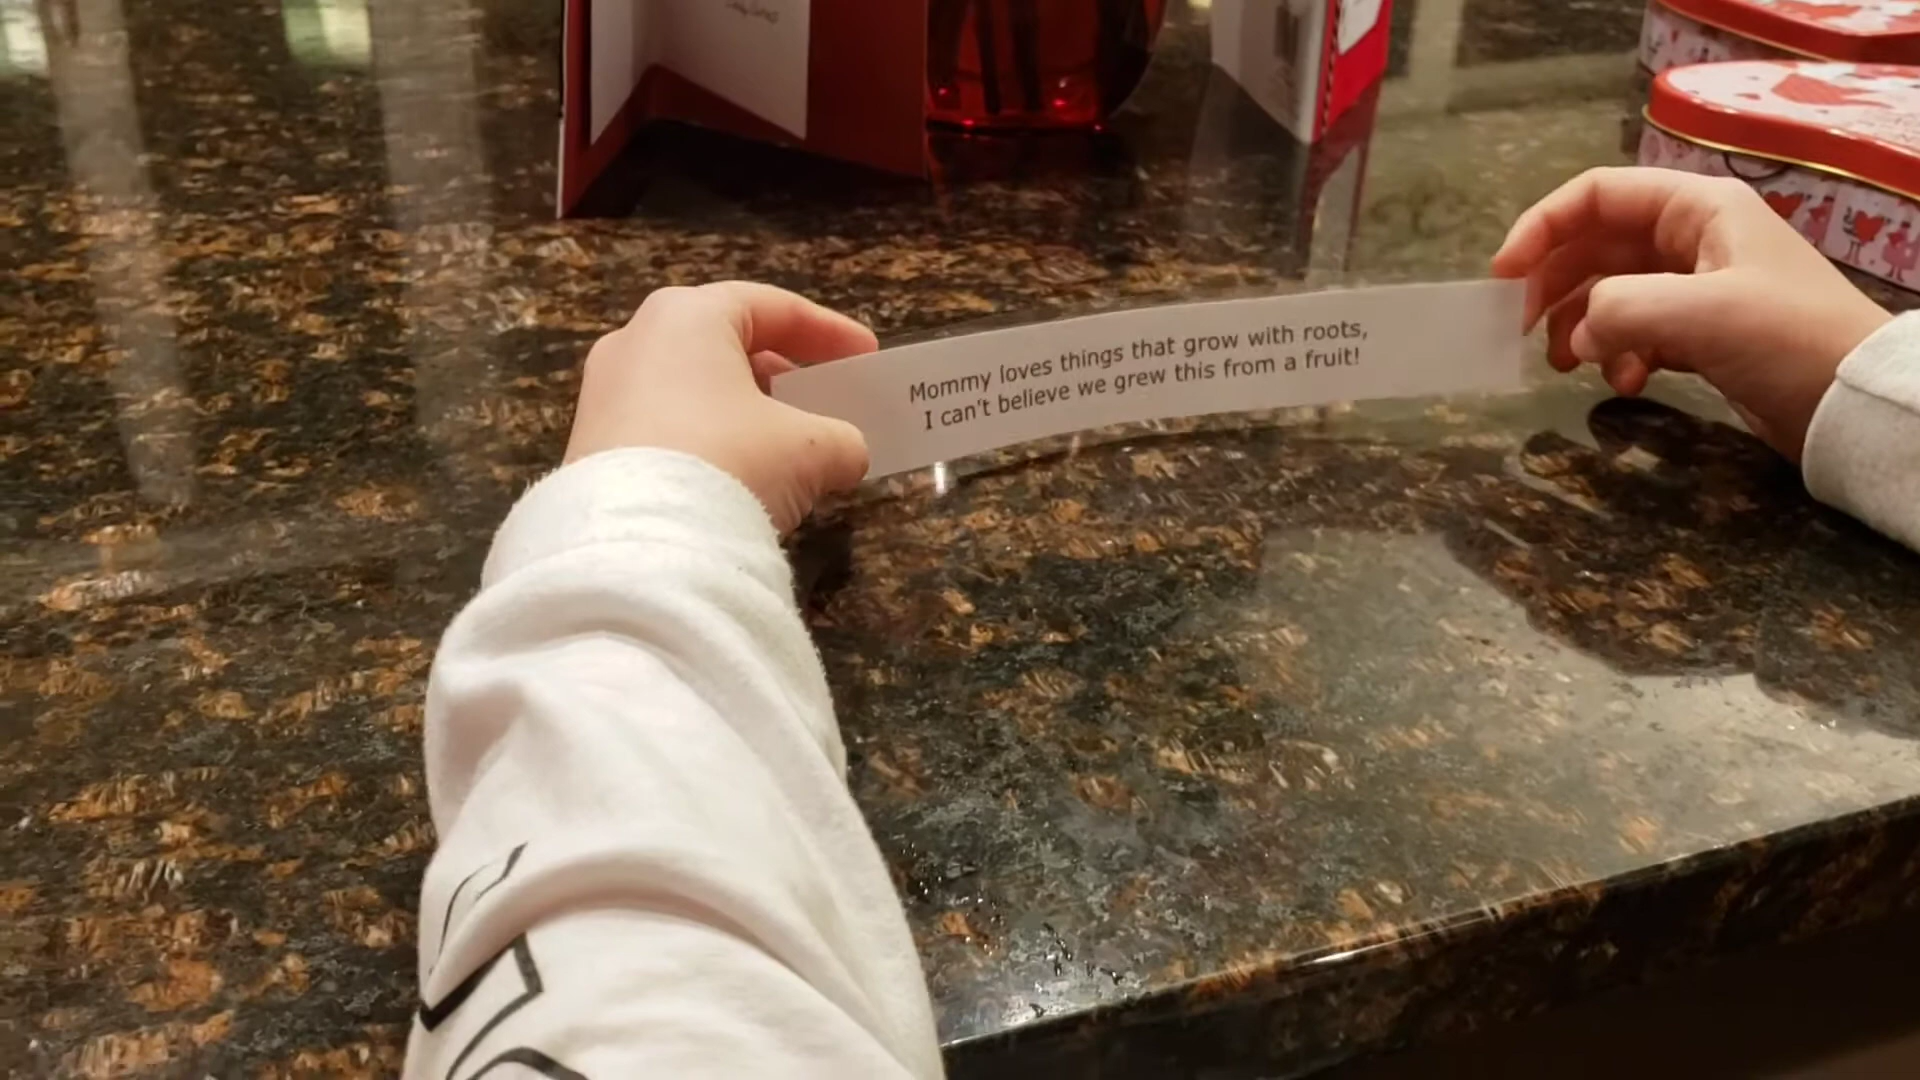 Mommy loves things that grow with roots,
I can't believe we grew this from a fruit!